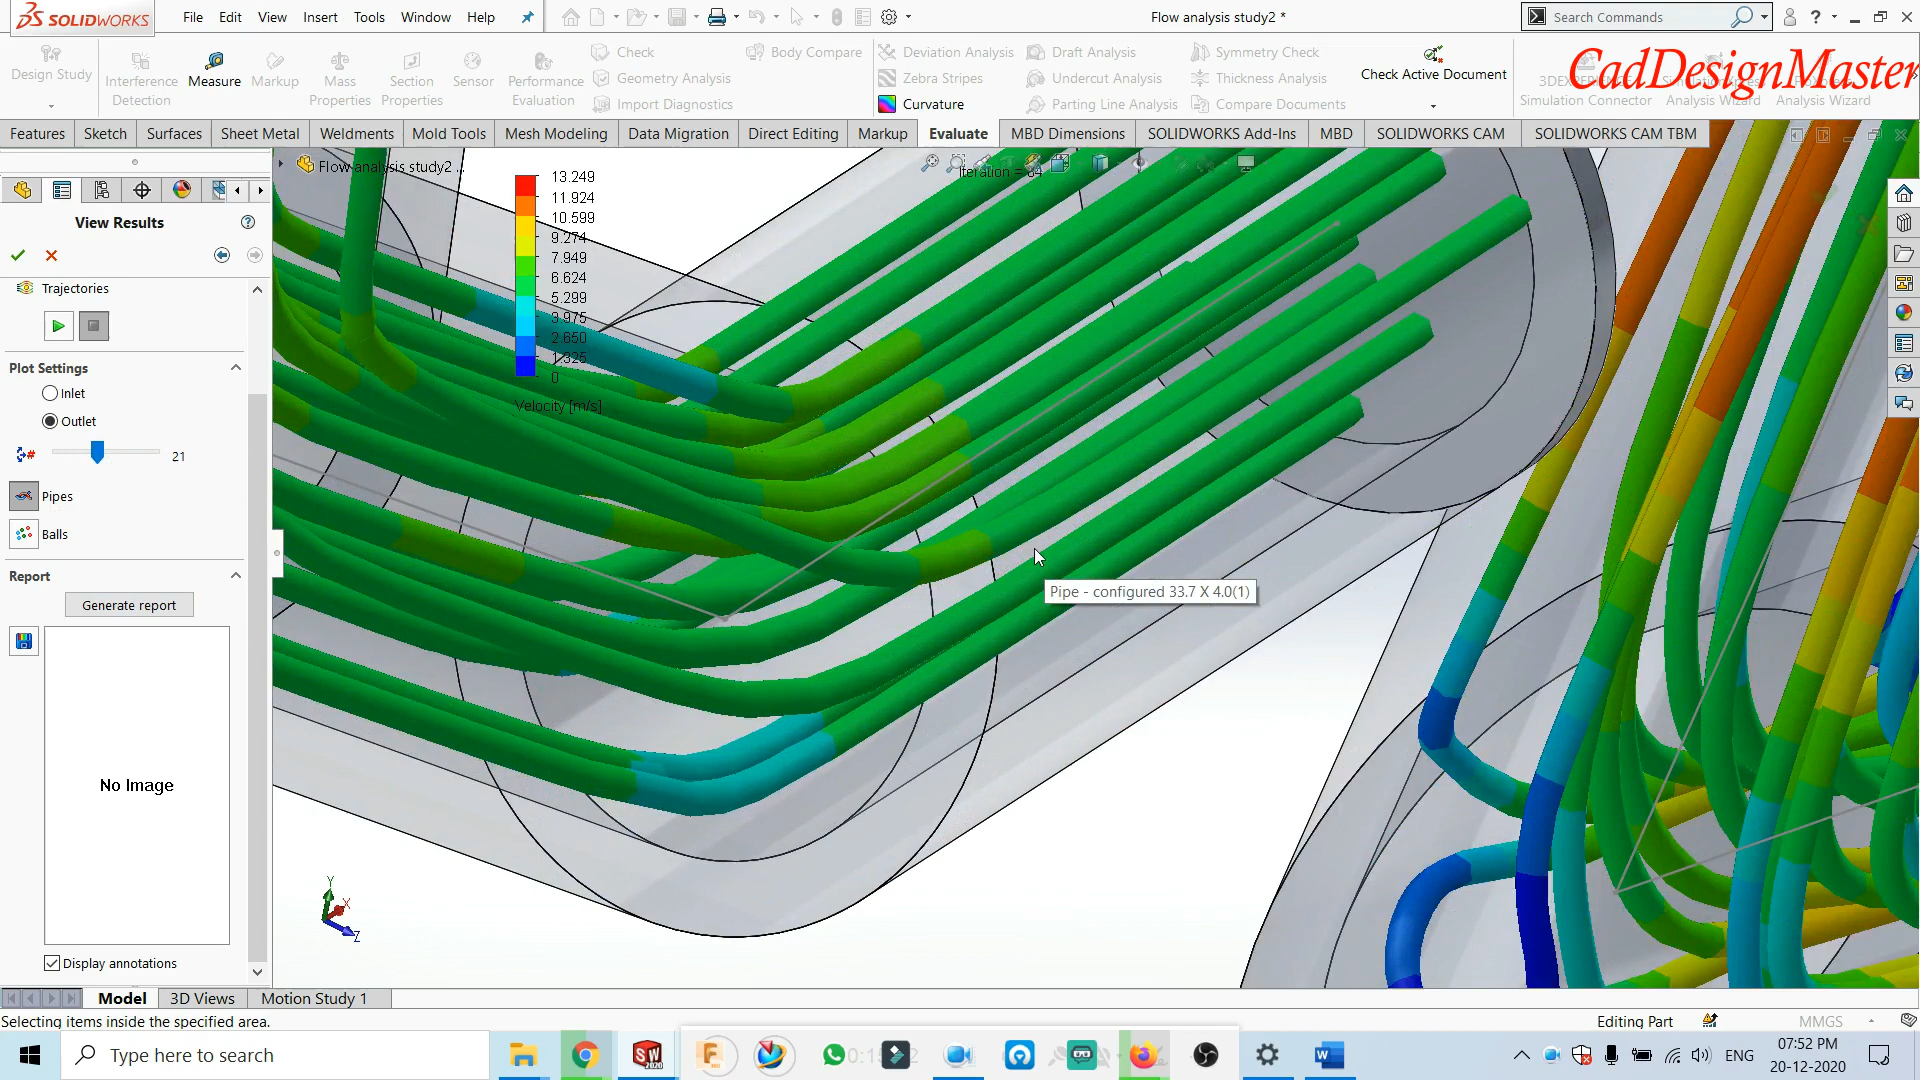 SOLIDWORKS
File Edit View Insert Tools Window Help
Flow analysis study2 *
Search Commands
CadDesignMaster
Design Study
Interference Detection
Measure
Markup
Mass Properties
Section Properties
Sensor
Performance Evaluation
Check
Geometry Analysis
Import Diagnostics
Body Compare
Deviation Analysis
Zebra Stripes
Curvature
Draft Analysis
Undercut Analysis
Parting Line Analysis
Symmetry Check
Thickness Analysis
Compare Documents
Check Active Document
Simulation Connector
Analysis Wizard
Analysis Wizard
Features Sketch Surfaces Sheet Metal Weldments Mold Tools Mesh Modeling Data Migration Direct Editing Markup Evaluate MBD Dimensions SOLIDWORKS Add-Ins MBD SOLIDWORKS CAM SOLIDWORKS CAM TBM
Flow analysis study2 ...
Iteration = 64
View Results
Trajectories
Plot Settings
Inlet
Outlet
21
Pipes
Balls
Report
Generate report
No Image
Display annotations
13.249
11.924
10.599
9.274
7.949
6.624
5.299
3.975
2.650
1.325
0
Velocity [m/s]
Pipe - configured 33.7 X 4.0(1)
Y
X
Z
Model 3D Views Motion Study 1
Selecting items inside the specified area.
Editing Part
MMGS
Type here to search
SW
2020
ENG
07:52 PM
20-12-2020